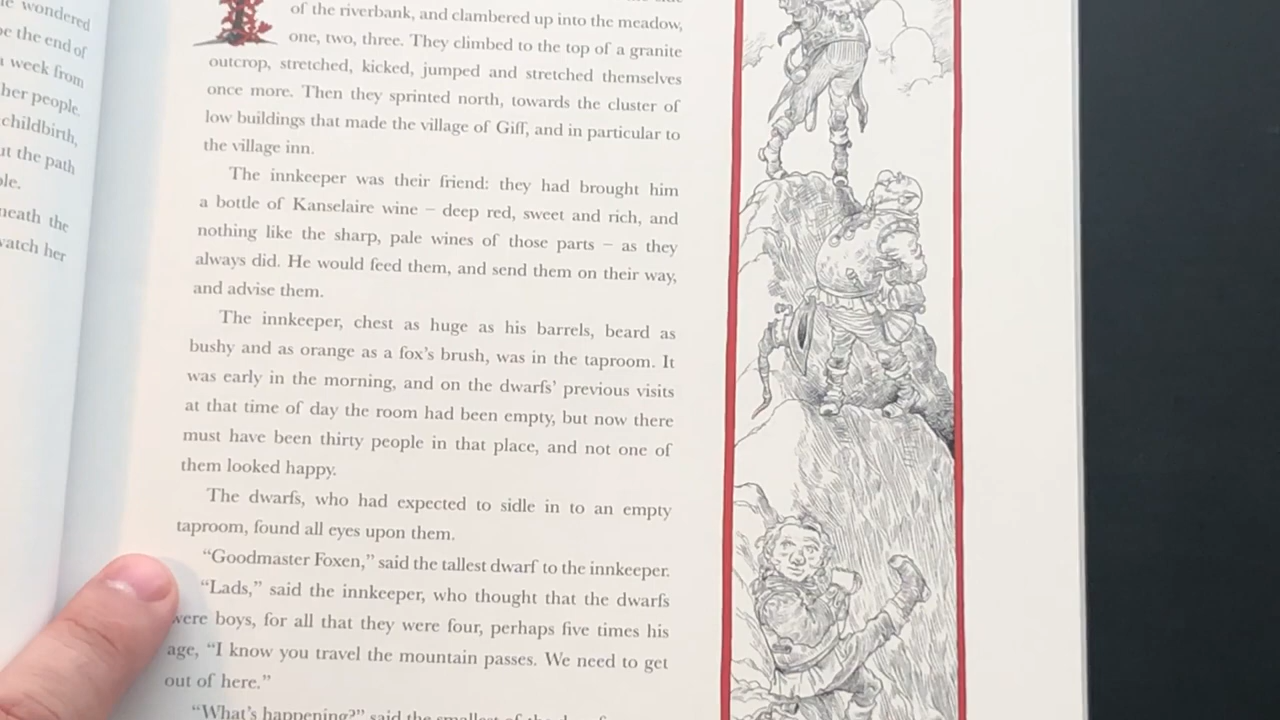 wondered
the end of
week from
her people.
childbirth,
the path
neath the
watch her
of the riverbank, and clambered up into the meadow,
one, two, three. They climbed to the top of a granite
outcrop, stretched, kicked, jumped and stretched themselves
once more. Then they sprinted north, towards the cluster of
low buildings that made the village of Giff, and in particular to
the village inn.
The innkeeper was their friend: they had brought him
a bottle of Kanselaire wine – deep red, sweet and rich, and
nothing like the sharp, pale wines of those parts – as they
always did. He would feed them, and send them on their way,
and advise them.
The innkeeper, chest as huge as his barrels, beard as
bushy and as orange as a fox's brush, was in the taproom. It
was early in the morning, and on the dwarfs' previous visits
at that time of day the room had been empty, but now there
must have been thirty people in that place, and not one of
them looked happy.
The dwarfs, who had expected to sidle in to an empty
taproom, found all eyes upon them.
“Goodmaster Foxen,” said the tallest dwarf to the innkeeper.
“Lads,” said the innkeeper, who thought that the dwarfs
were boys, for all that they were four, perhaps five times his
age, “I know you travel the mountain passes. We need to get
out of here.”
“What's happening?” said the smallest of the